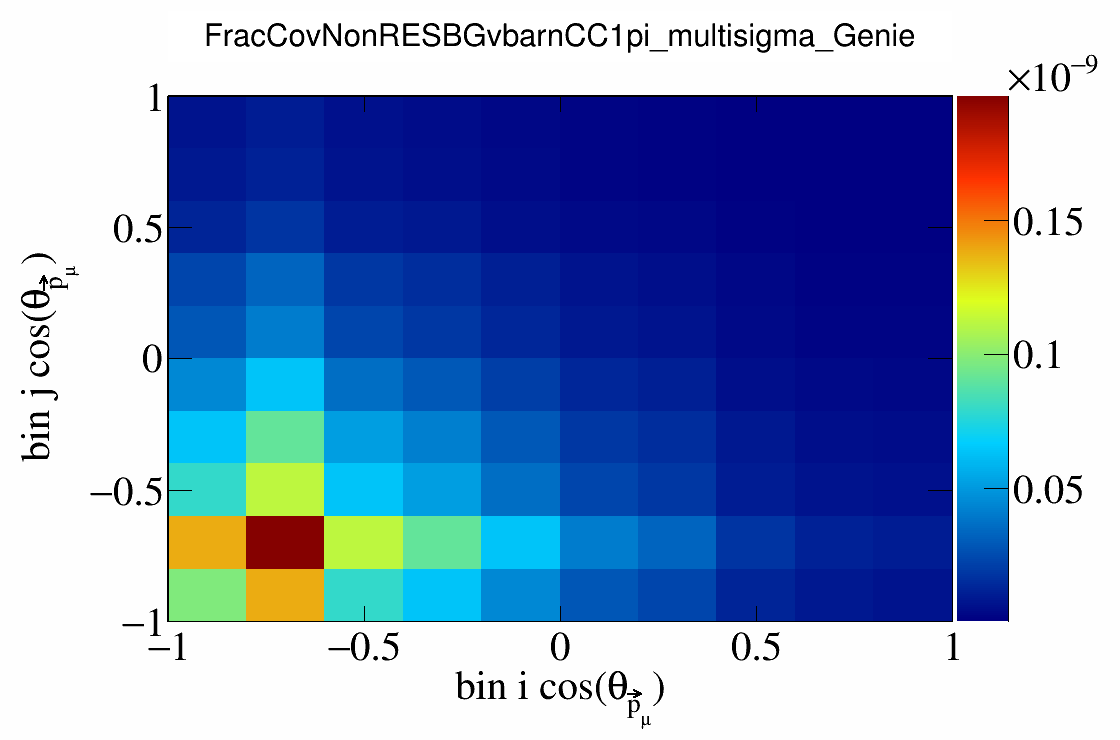 FracCovNonRESBGvbarnCC1pi_multisigma_Genie
×10⁻⁹
1
0.5
0
−0.5
−1
bin j cos(θ_p⃗_μ)
0.15
0.1
0.05
−1 −0.5 0 0.5 1
bin i cos(θ_p⃗_μ)